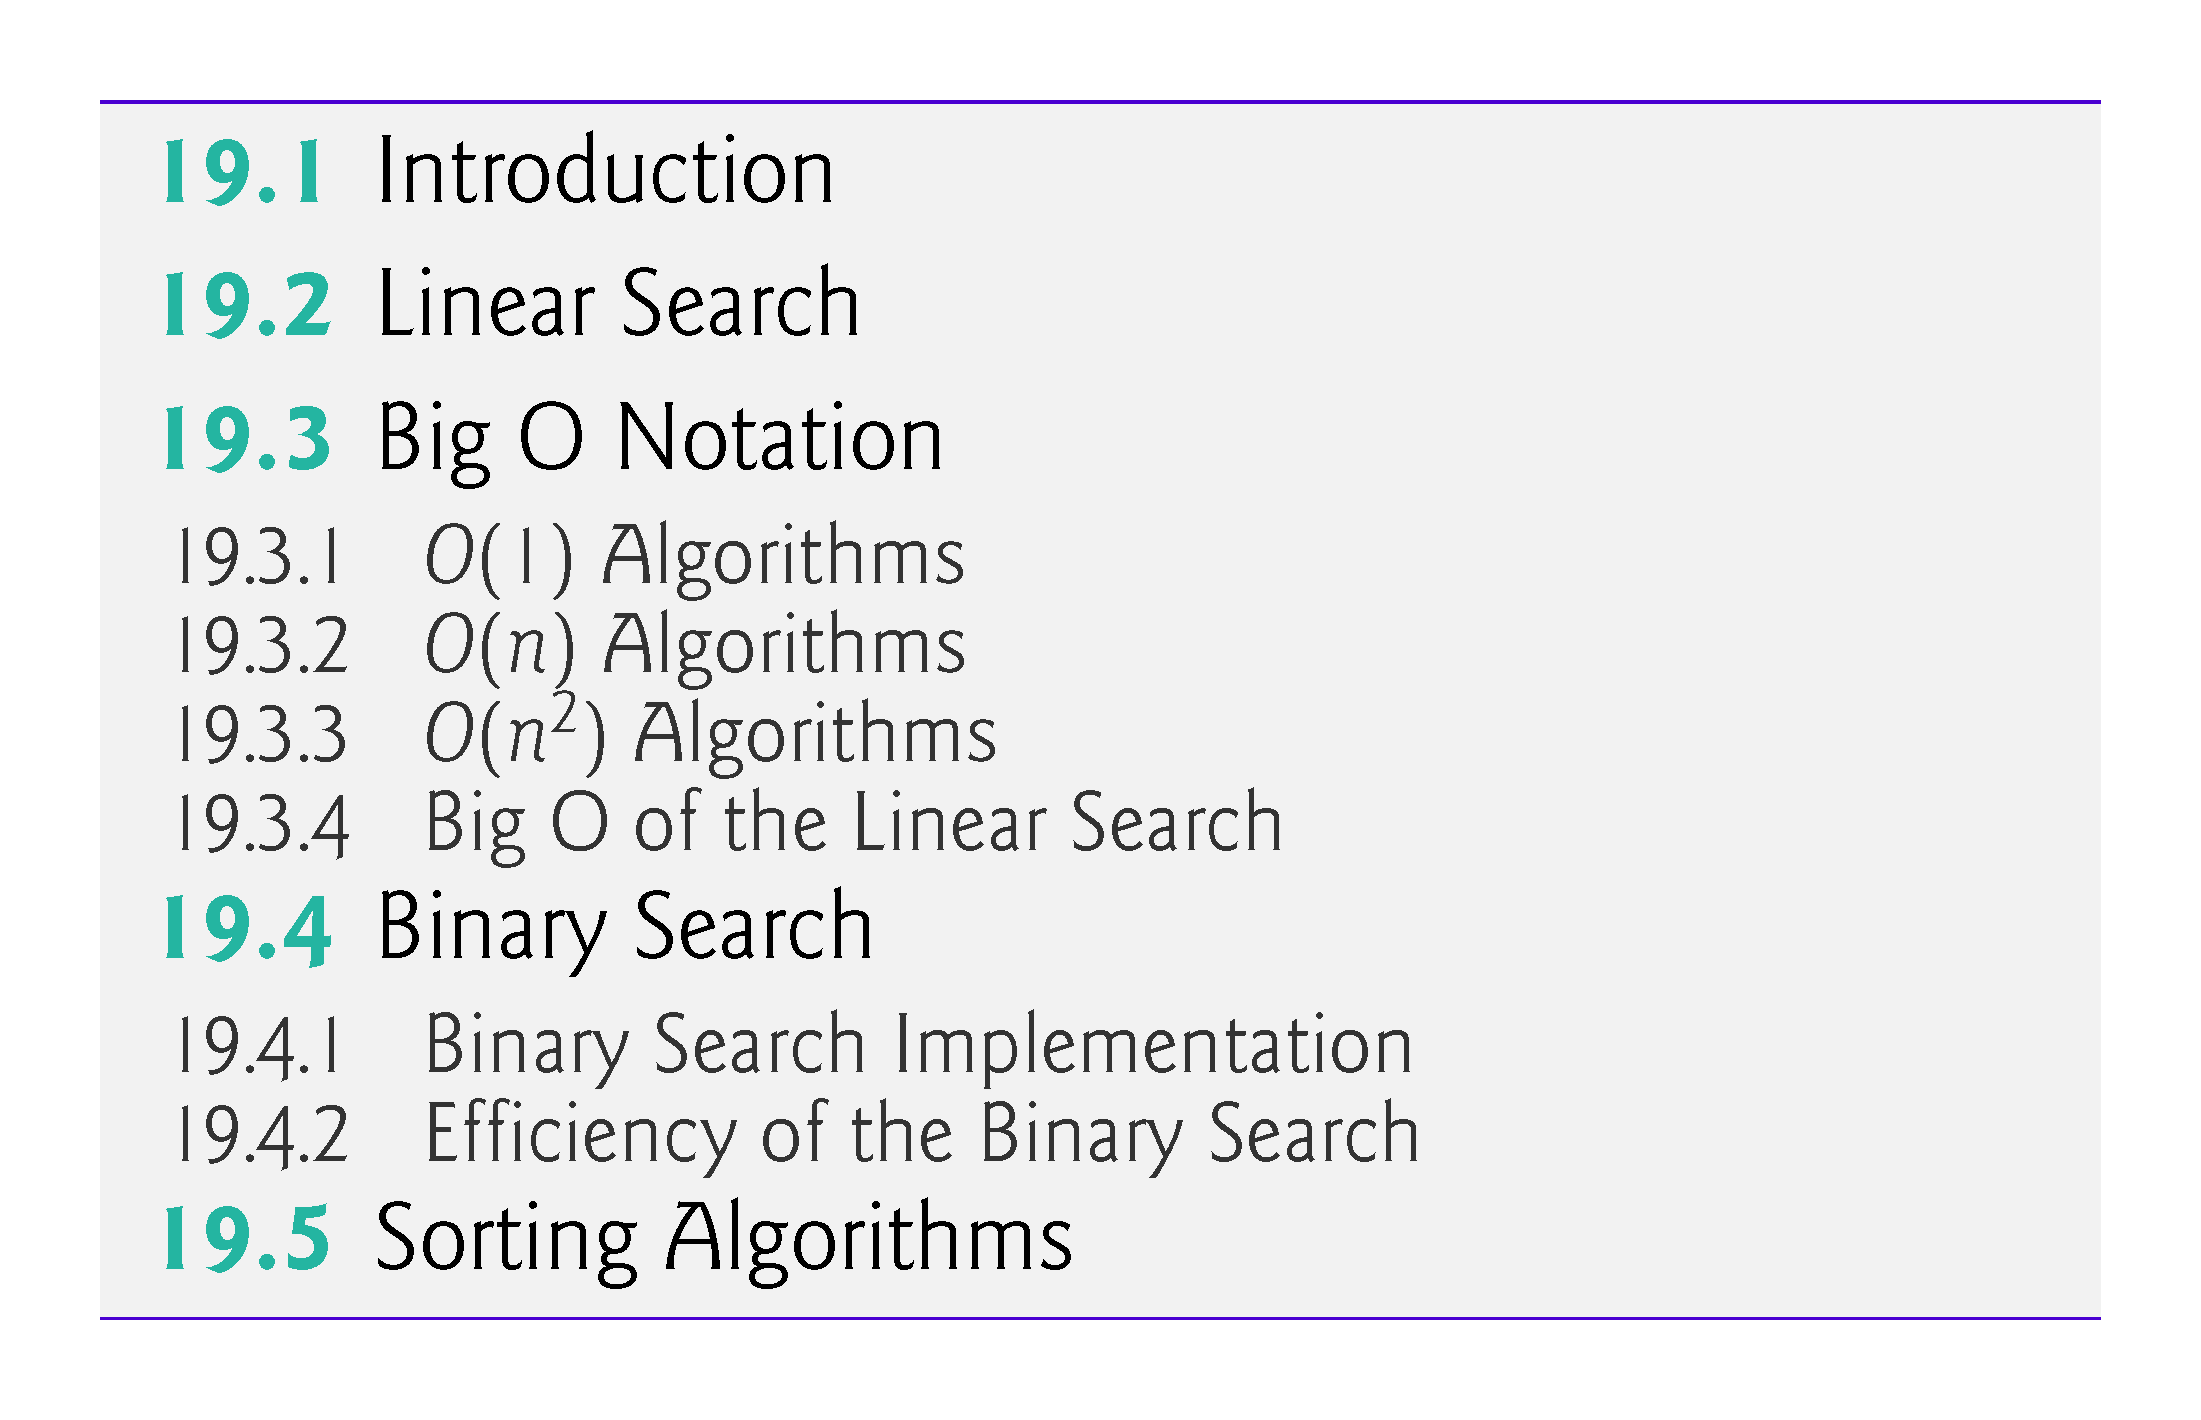 19.1 Introduction
19.2 Linear Search
19.3 Big O Notation
19.3.1 O(1) Algorithms
19.3.2 O(n) Algorithms
19.3.3 O(n²) Algorithms
19.3.4 Big O of the Linear Search
19.4 Binary Search
19.4.1 Binary Search Implementation
19.4.2 Efficiency of the Binary Search
19.5 Sorting Algorithms